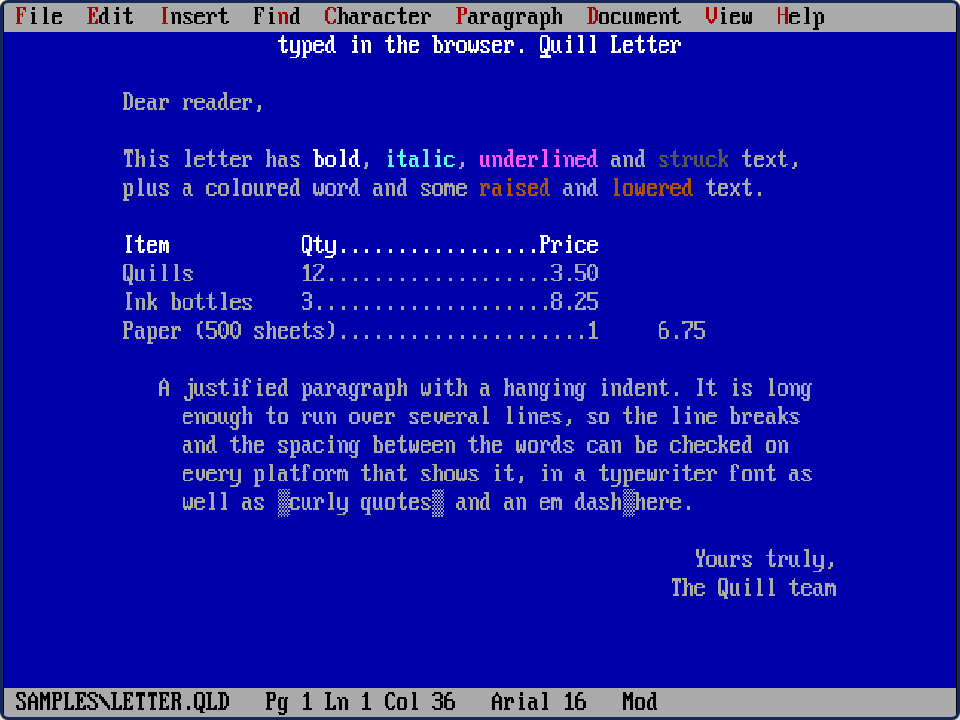 File Edit Insert Find Character Paragraph Document View Help
typed in the browser. Quill Letter
Dear reader,
This letter has bold, italic, underlined and struck text,
plus a coloured word and some raised and lowered text.
Item Qty.................Price
Quills 12...................3.50
Ink bottles 3....................8.25
Paper (500 sheets).....................1 6.75
A justified paragraph with a hanging indent. It is long
enough to run over several lines, so the line breaks
and the spacing between the words can be checked on
every platform that shows it, in a typewriter font as
well as ▒curly quotes▒ and an em dash▒here.
Yours truly,
The Quill team
SAMPLES\LETTER.QLD Pg 1 Ln 1 Col 36 Arial 16 Mod